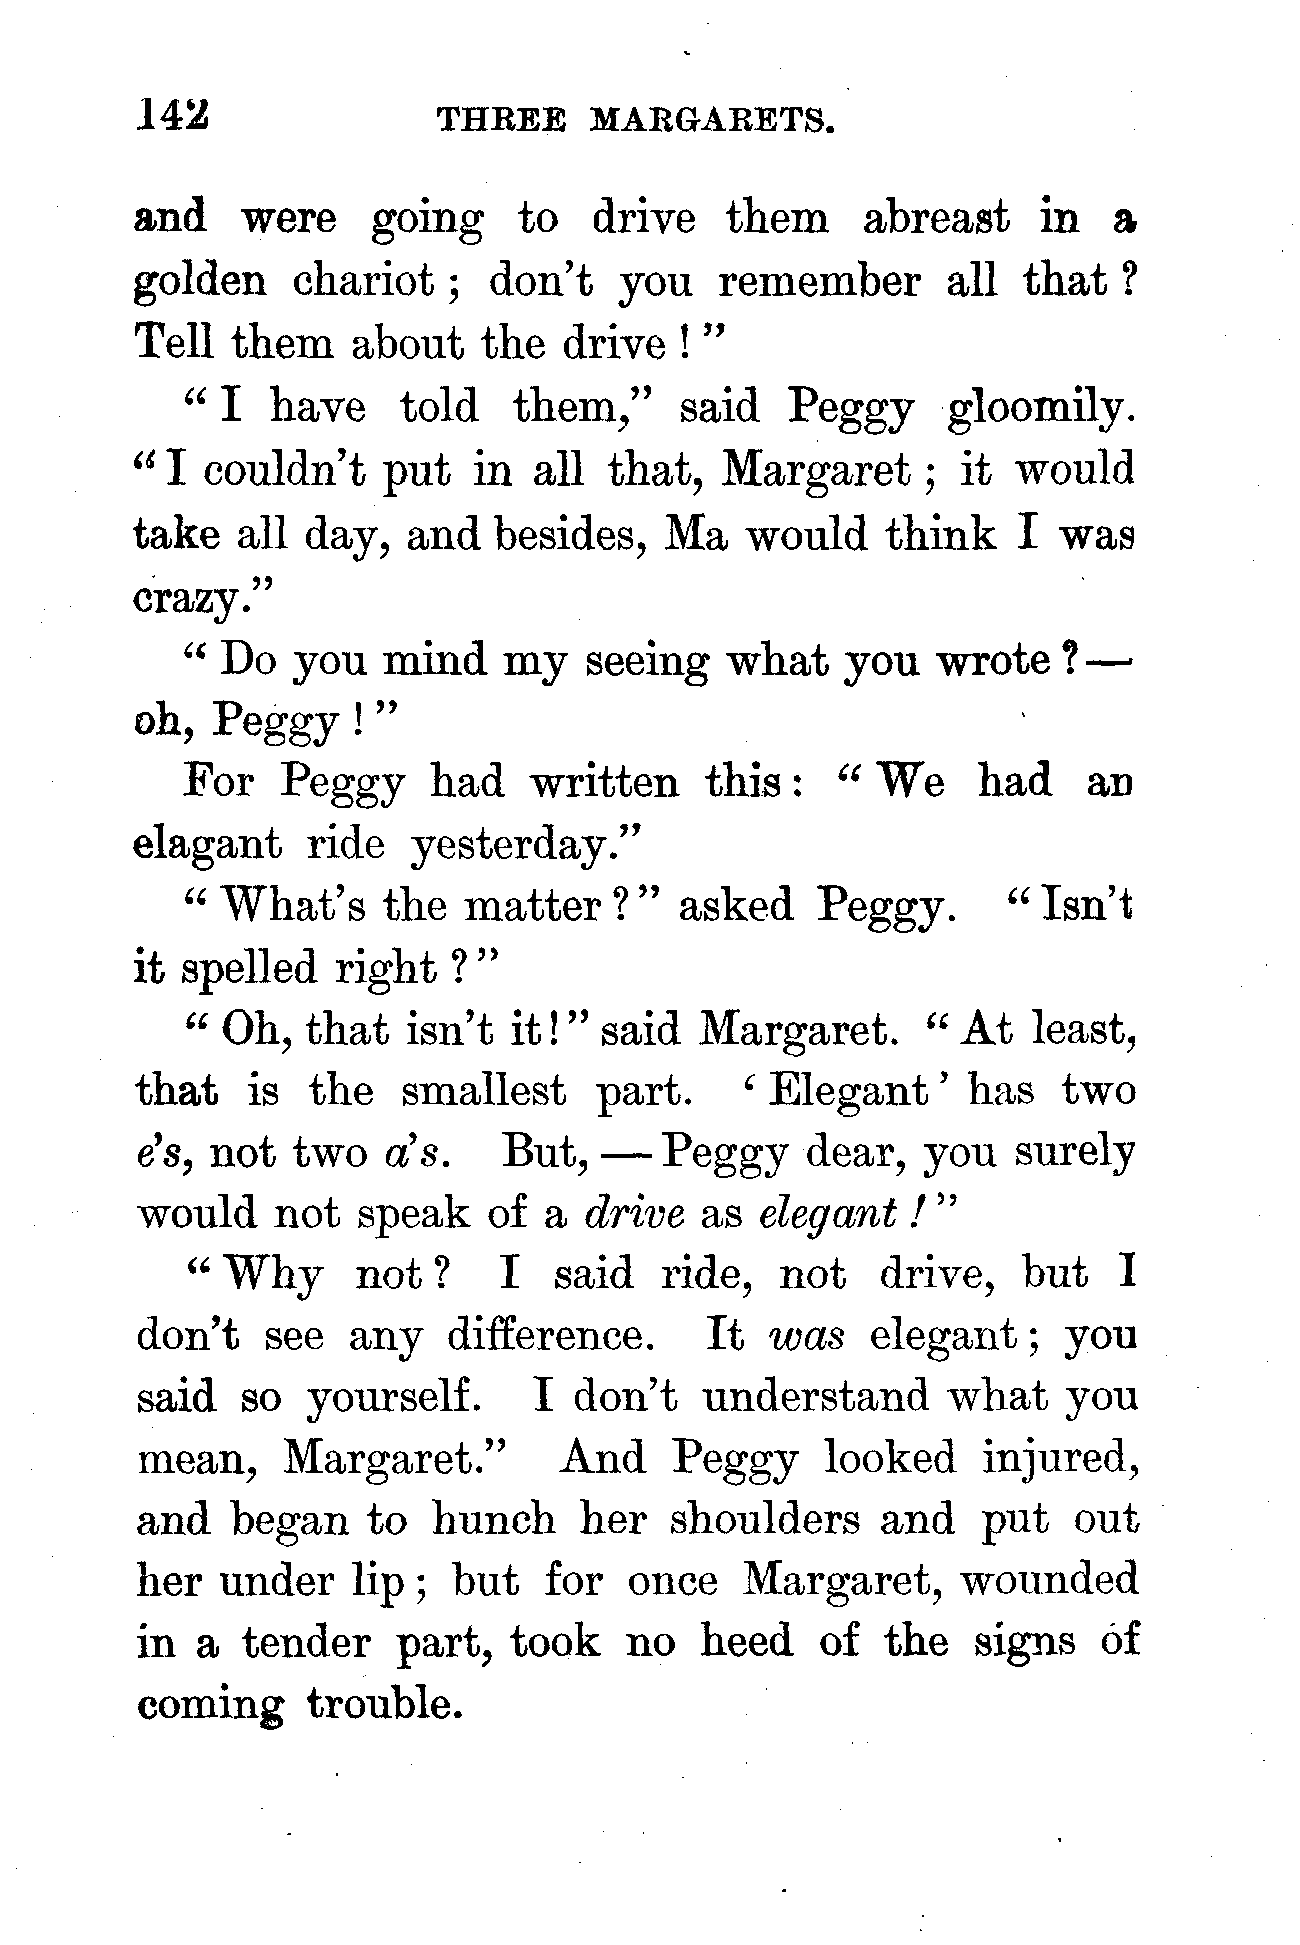 142 THREE MARGARETS.
and were going to drive them abreast in a
golden chariot ; don't you remember all that ?
Tell them about the drive ! "
" I have told them," said Peggy gloomily.
" I couldn't put in all that, Margaret ; it would
take all day, and besides, Ma would think I was
crazy."
" Do you mind my seeing what you wrote ? —
oh, Peggy ! "
For Peggy had written this : " We had an
elagant ride yesterday."
" What's the matter ? " asked Peggy. " Isn't
it spelled right ? "
" Oh, that isn't it! " said Margaret. " At least,
that is the smallest part. ' Elegant ' has two
e's, not two a's. But, — Peggy dear, you surely
would not speak of a drive as elegant ! "
" Why not ? I said ride, not drive, but I
don't see any difference. It was elegant ; you
said so yourself. I don't understand what you
mean, Margaret." And Peggy looked injured,
and began to hunch her shoulders and put out
her under lip ; but for once Margaret, wounded
in a tender part, took no heed of the signs of
coming trouble.